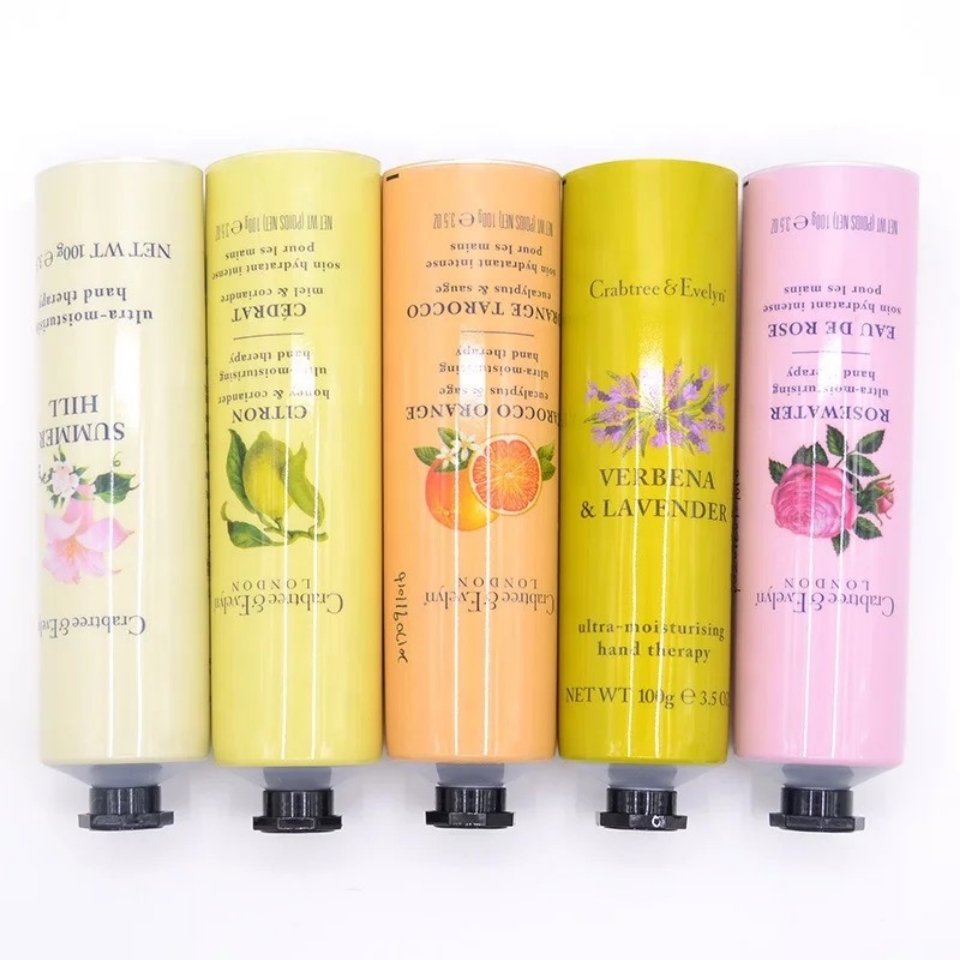 Crabtree & Evelyn
SUMMER
HILL
ultra-moisturis
hand therapy
NET WT 100g ℮ 3
Crabtree & Evelyn
LONDON
CITRON
honey & coriander
ultra-moisturising
hand therapy
CÉDRAT
miel & coriandre
soin hydratant intense
pour les mains
NET WT (POIDS NET) 100g ℮ 3.5 OZ
Crabtree & Evelyn
LONDON
AROCCO ORANGE
eucalyptus & sage
ultra-moisturising
hand therapy
ORANGE TAROCCO
eucalyptus & sauge
soin hydratant intense
pour les mains
NET WT (POIDS NET) 100g ℮ 3.5 OZ
Crabtree & Evelyn
VERBENA
& LAVENDER
ultra-moisturising
hand therapy
NET WT 100g ℮ 3.5 OZ
Crabtree & Evelyn
LONDON
ROSEWATER
ultra-moisturising
hand therapy
EAU DE ROSE
soin hydratant intense
pour les mains
NET WT (POIDS NET) 100g ℮ 3.5 OZ